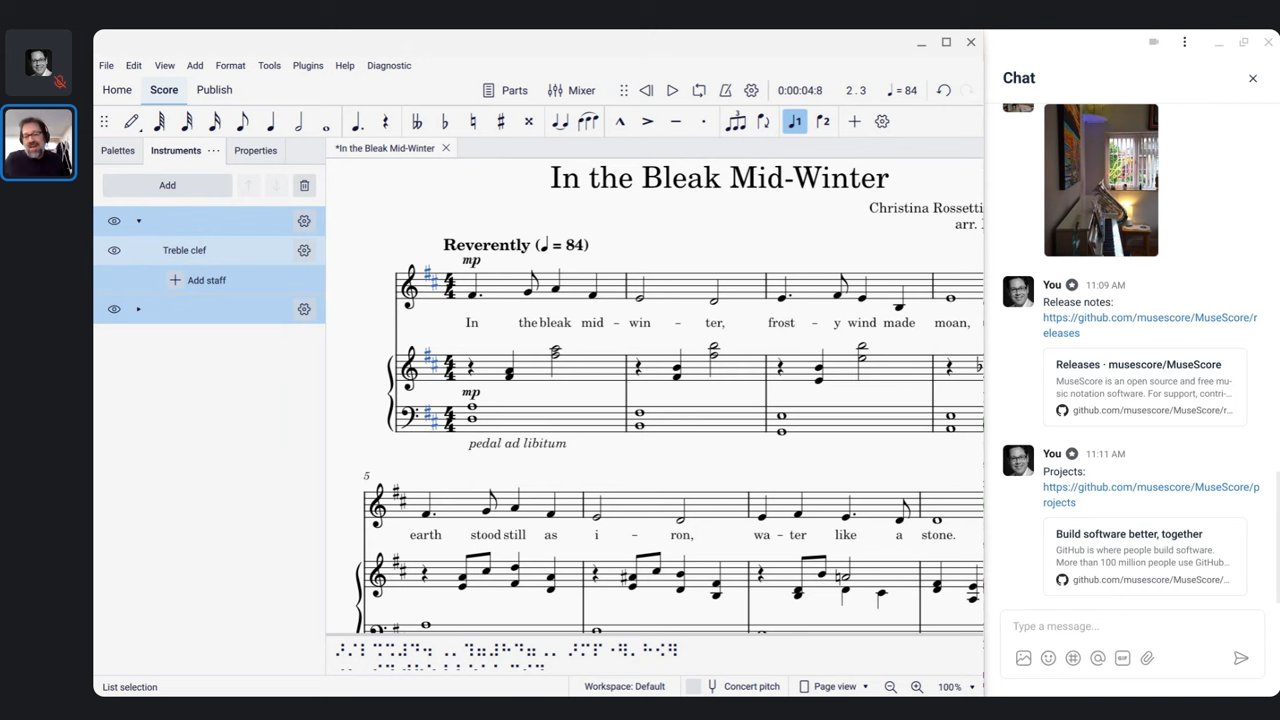 File Edit View Add Format Tools Plugins Help Diagnostic
Home Score Publish Parts Mixer 0:00:04:8 2 . 3 ♩ = 84
Palettes Instruments ··· Properties
*In the Bleak Mid-Winter
Add
Treble clef
Add staff
In the Bleak Mid-Winter
Christina Rossetti
arr.
Reverently (♩ = 84)
mp
In the bleak mid – win – ter, frost – y wind made moan,
mp
pedal ad libitum
5
earth stood still as i – ron, wa – ter like a stone.
List selection Workspace: Default Concert pitch Page view 100%
Chat
You 11:09 AM
Release notes:
https://github.com/musescore/MuseScore/r
eleases
Releases · musescore/MuseScore
MuseScore is an open source and free mu-
sic notation software. For support, contri-...
github.com/musescore/MuseScore/r...
You 11:11 AM
Projects:
https://github.com/musescore/MuseScore/p
rojects
Build software better, together
GitHub is where people build software.
More than 100 million people use GitHub...
github.com/musescore/MuseScore/...
Type a message...
GIF